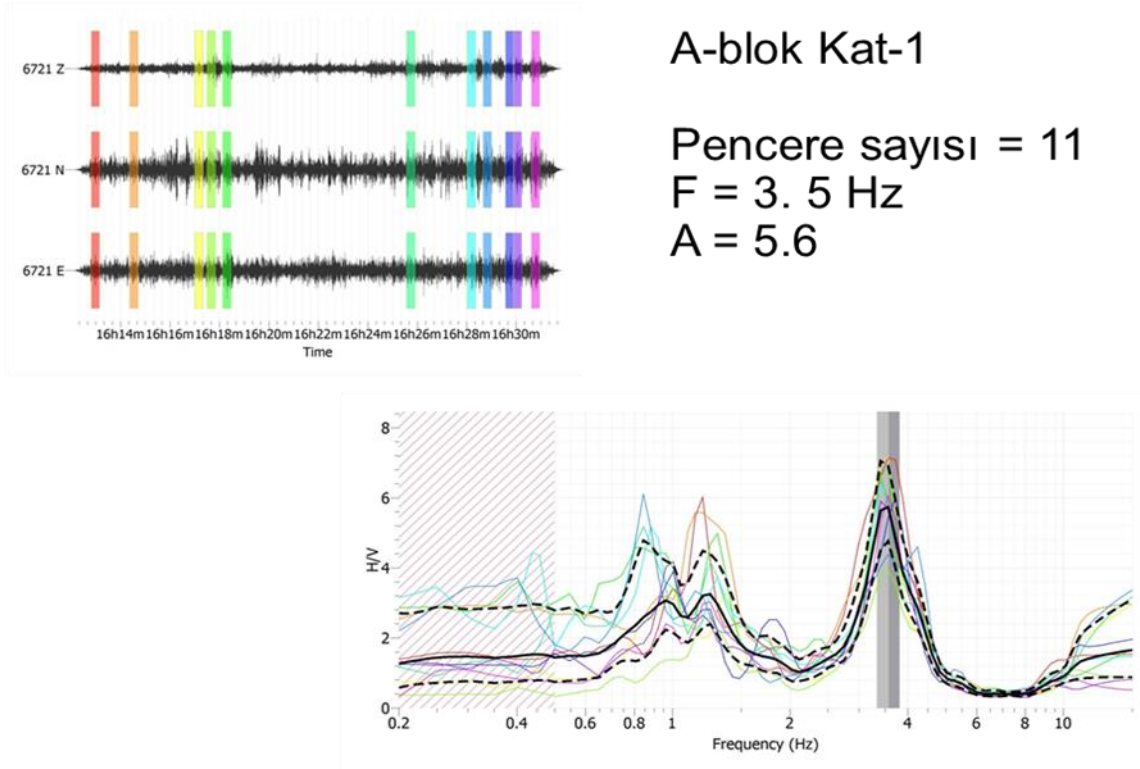 A-blok Kat-1
Pencere sayısı = 11
F = 3. 5 Hz
A = 5.6
6721 Z
6721 N
6721 E
16h14m 16h16m 16h18m 16h20m 16h22m 16h24m 16h26m 16h28m 16h30m
Time
8
6
4
2
0
H/V
0.2 0.4 0.6 0.8 1 2 4 6 8 10
Frequency (Hz)